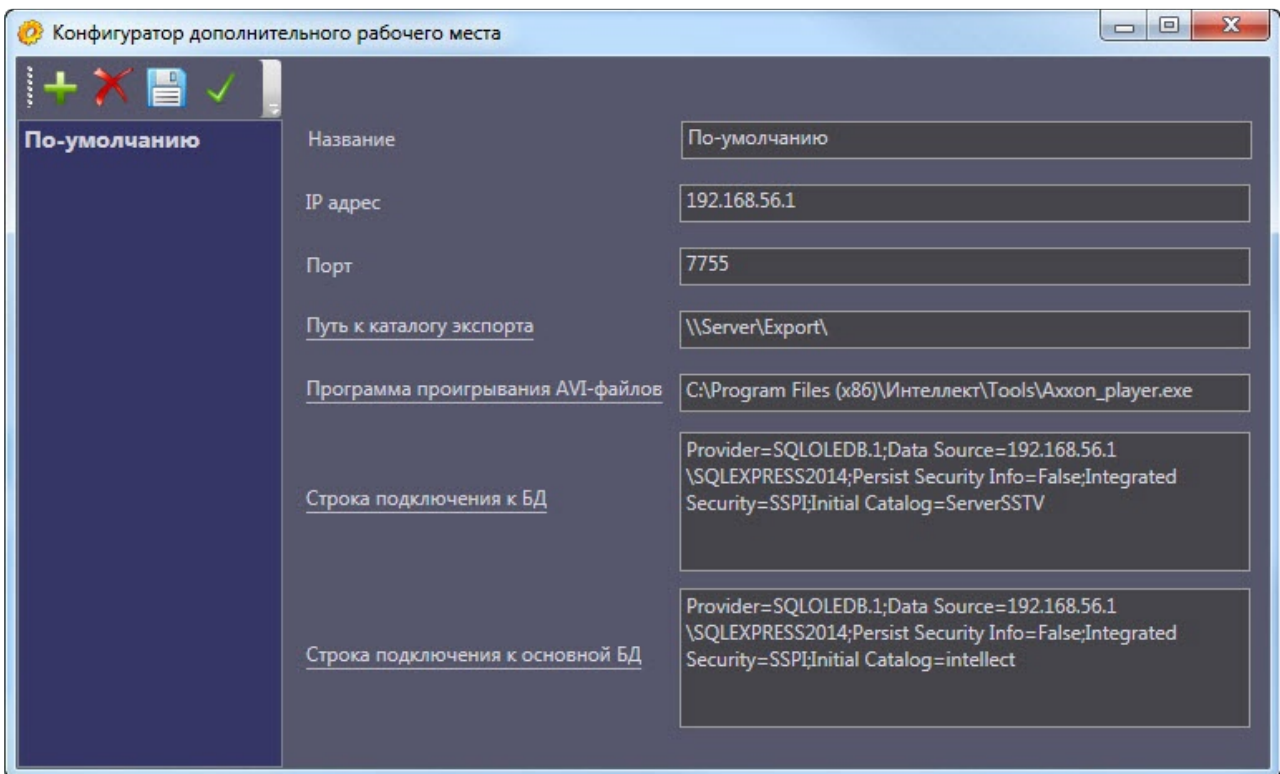 Конфигуратор дополнительного рабочего места
По-умолчанию
Название
По-умолчанию
IP адрес
192.168.56.1
Порт
7755
Путь к каталогу экспорта
\\Server\Export\
Программа проигрывания AVI-файлов
C:\Program Files (x86)\Интеллект\Tools\Axxon_player.exe
Строка подключения к БД
Provider=SQLOLEDB.1;Data Source=192.168.56.1
\SQLEXPRESS2014;Persist Security Info=False;Integrated
Security=SSPI;Initial Catalog=ServerSSTV
Строка подключения к основной БД
Provider=SQLOLEDB.1;Data Source=192.168.56.1
\SQLEXPRESS2014;Persist Security Info=False;Integrated
Security=SSPI;Initial Catalog=intellect